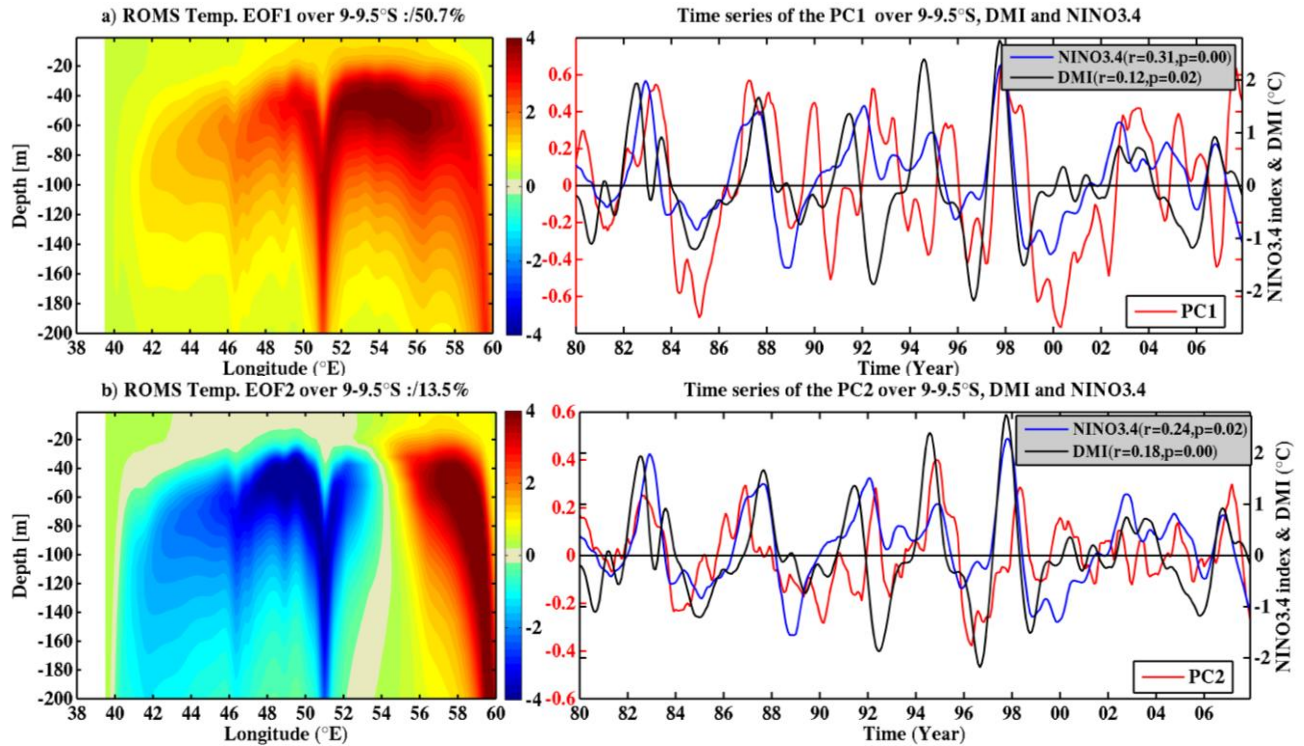 a) ROMS Temp. EOF1 over 9-9.5°S :/50.7%
Depth [m]
-20
-40
-60
-80
-100
-120
-140
-160
-180
-200
38 40 42 44 46 48 50 52 54 56 58 60
Longitude (°E)
4
2
0
-2
-4
Time series of the PC1 over 9-9.5°S, DMI and NINO3.4
NINO3.4(r=0.31,p=0.00)
DMI(r=0.12,p=0.02)
0.6
0.4
0.2
0
-0.2
-0.4
-0.6
PC1
2
1
0
-1
-2
NINO3.4 index & DMI (°C)
80 82 84 86 88 90 92 94 96 98 00 02 04 06
Time (Year)
b) ROMS Temp. EOF2 over 9-9.5°S :/13.5%
Depth [m]
-20
-40
-60
-80
-100
-120
-140
-160
-180
-200
38 40 42 44 46 48 50 52 54 56 58 60
Longitude (°E)
4
2
0
-2
-4
Time series of the PC2 over 9-9.5°S, DMI and NINO3.4
NINO3.4(r=0.24,p=0.02)
DMI(r=0.18,p=0.00)
0.6
0.4
0.2
0
-0.2
-0.4
-0.6
PC2
2
1
0
-1
-2
NINO3.4 index & DMI (°C)
80 82 84 86 88 90 92 94 96 98 00 02 04 06
Time (Year)